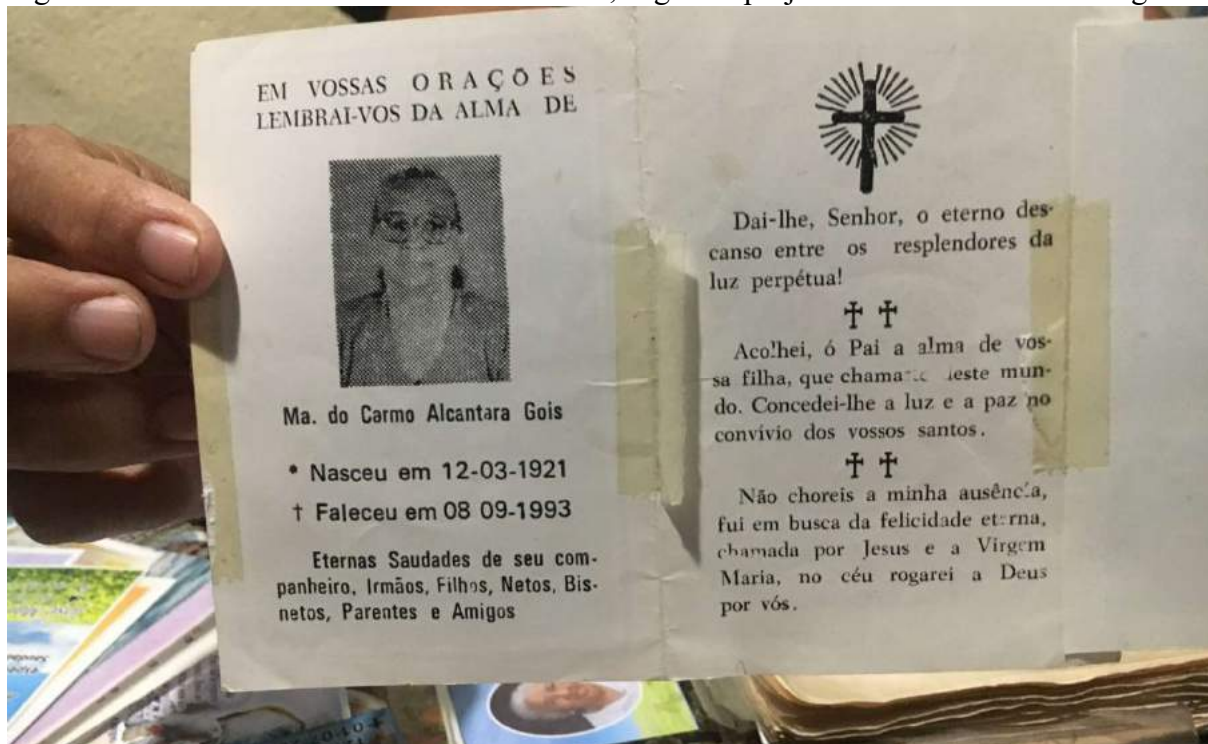 EM VOSSAS ORAÇÕES
LEMBRAI-VOS DA ALMA DE
Ma. do Carmo Alcantara Gois
* Nasceu em 12-03-1921
† Faleceu em 08 09-1993
Eternas Saudades de seu com-
panheiro, Irmãos, Filhos, Netos, Bis-
netos, Parentes e Amigos
Dai-lhe, Senhor, o eterno des-
canso entre os resplendores da
luz perpétua!
Acolhei, ó Pai a alma de vos-
sa filha, que mun-
do. Concedei-lhe a luz e a paz no
convívio dos vossos santos.
Não choreis a minha ausência,
fui em busca da felicidade eterna,
chamada por Jesus e a Virgem
Maria, no céu rogarei a Deus
por vós.